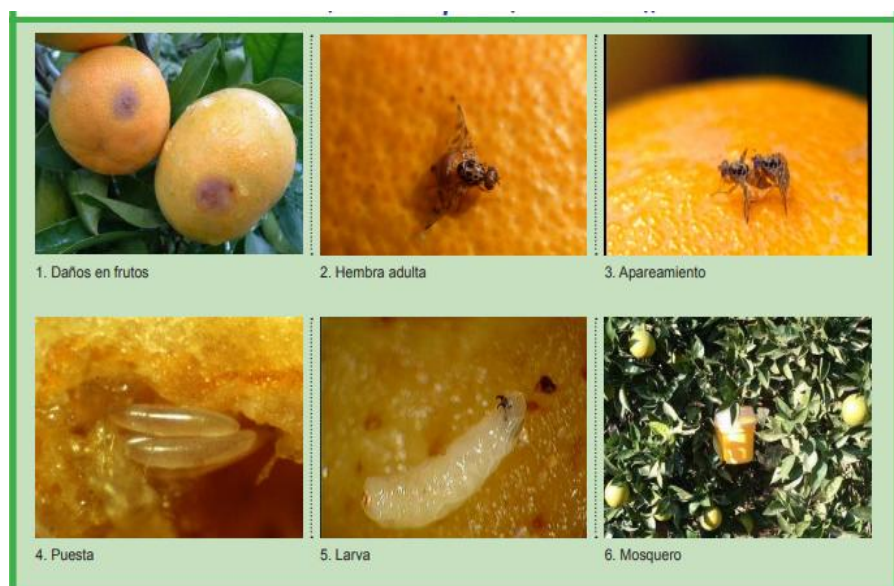 1. Daños en frutos
2. Hembra adulta
3. Apareamiento
4. Puesta
5. Larva
6. Mosquero